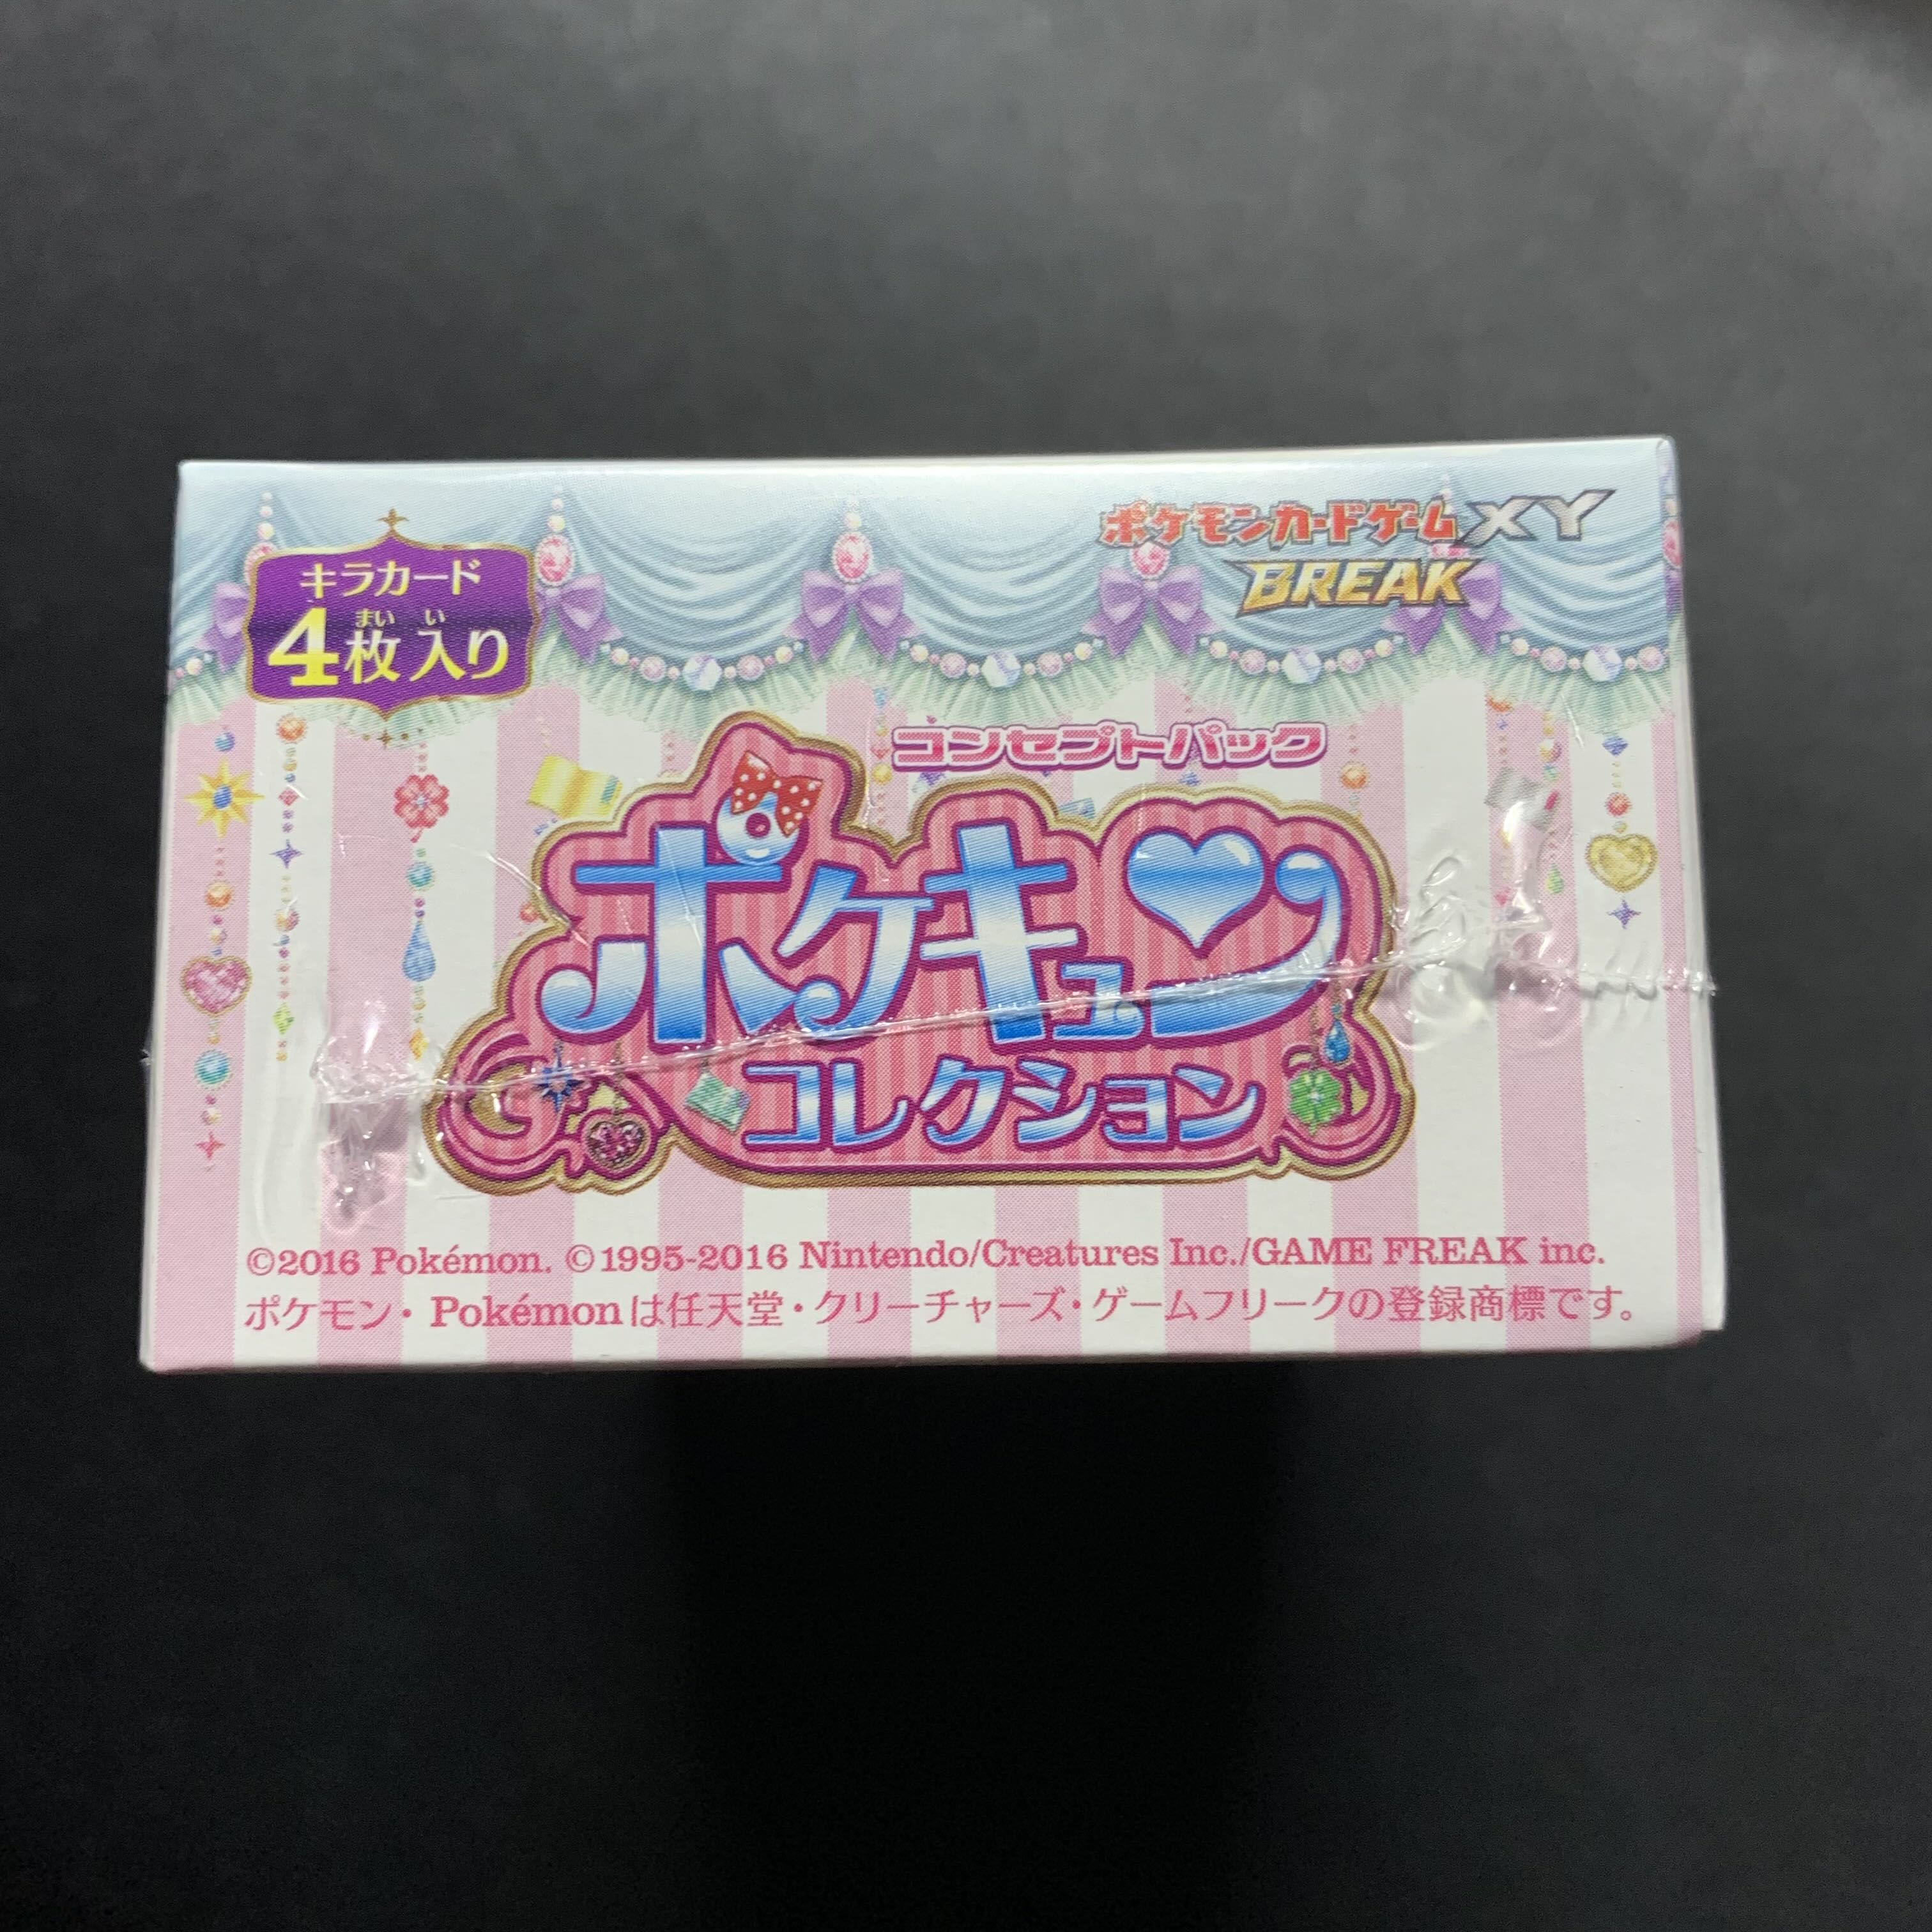 ポケモンカードゲーム XY
BREAK
キラカード
4枚入り
まい い
コンセプトパック
ポケキュン
コレクション
©2016 Pokémon. ©1995-2016 Nintendo/Creatures Inc./GAME FREAK inc.
ポケモン・Pokémonは任天堂・クリーチャーズ・ゲームフリークの登録商標です。